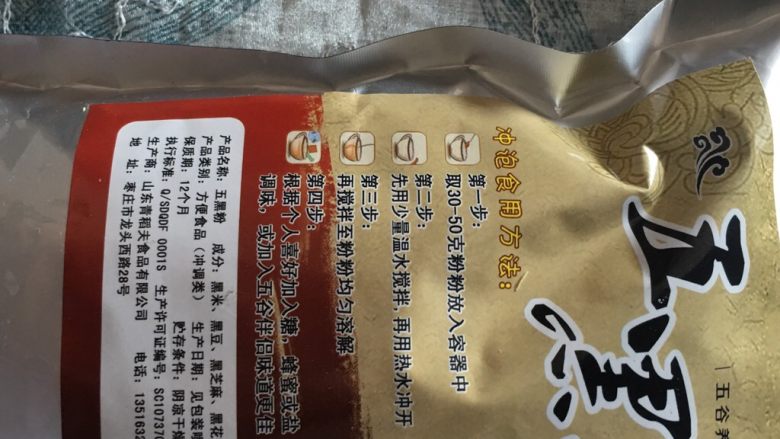 五黑
五谷养
冲泡食用方法：
第一步：
取30-50克粉粉放入容器中
第二步：
先用少量温水搅拌，再用热水冲开
第三步：
再搅拌至粉粉均匀溶解
第四步：
根据个人喜好加入糖，蜂蜜或盐
调味，或加入五谷伴侣味道更佳
产品名称：五黑粉 成分：黑米、黑豆、黑芝麻、黑花
产品类别：方便食品（冲调类） 生产日期：见包装
保质期：12个月 贮存条件：阴凉干燥
执行标准：Q/SDQDF 0001S 生产许可证编号：SC107370
生产商：山东青稻夫食品有限公司 电话：1351632
地 址：枣庄市龙头西路28号